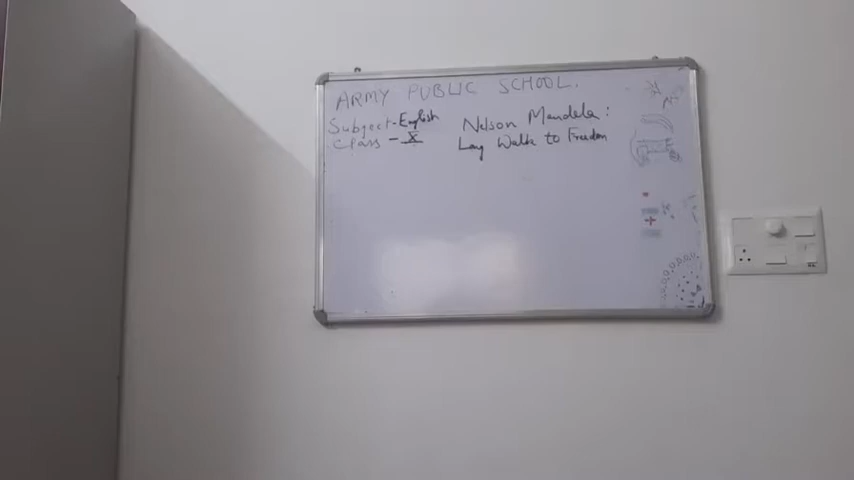 ARMY PUBLIC SCHOOL.
Subject - English
Class - X
Nelson Mandela :
Long Walk to Freedom